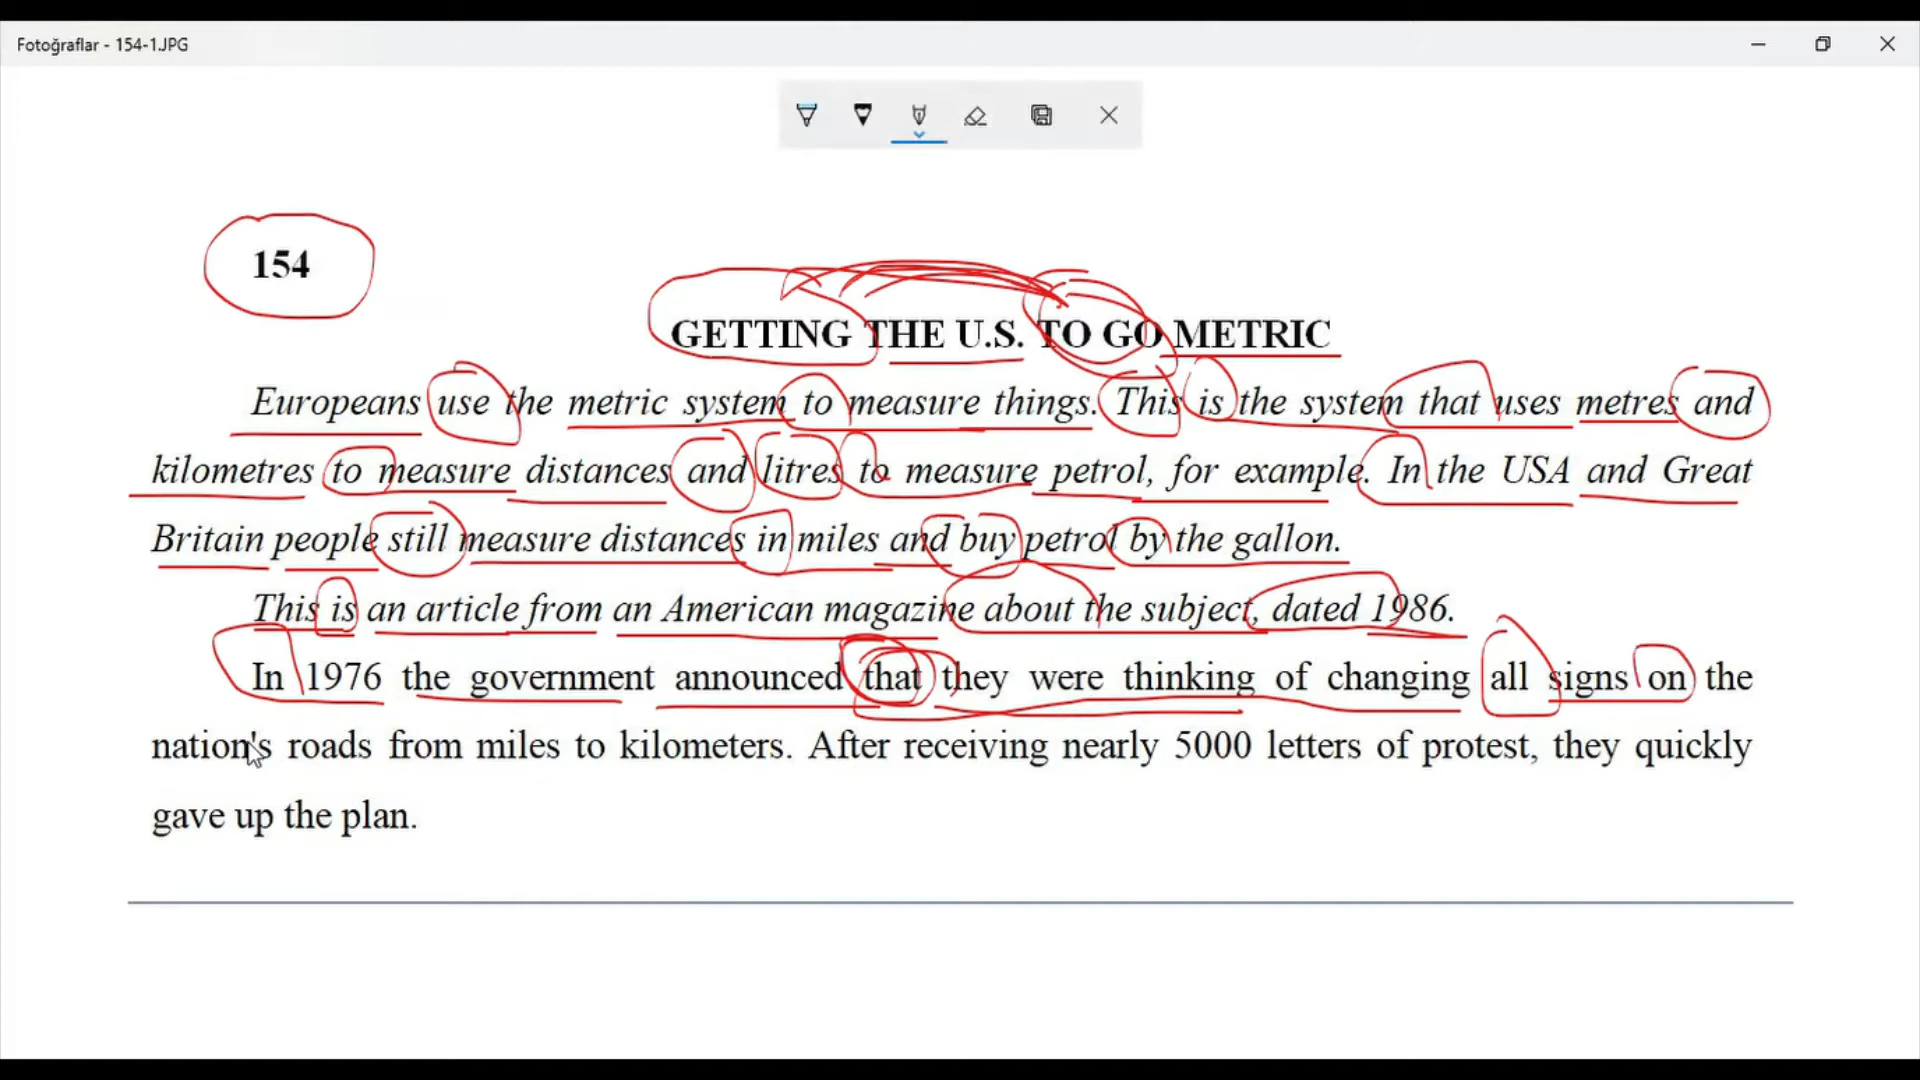 Fotoğraflar - 154-1.JPG
154
GETTING THE U.S. TO GO METRIC
Europeans use the metric system to measure things. This is the system that uses metres and
kilometres to measure distances and litres to measure petrol, for example. In the USA and Great
Britain people still measure distances in miles and buy petrol by the gallon.
This is an article from an American magazine about the subject, dated 1986.
In 1976 the government announced that they were thinking of changing all signs on the
nation's roads from miles to kilometers. After receiving nearly 5000 letters of protest, they quickly
gave up the plan.